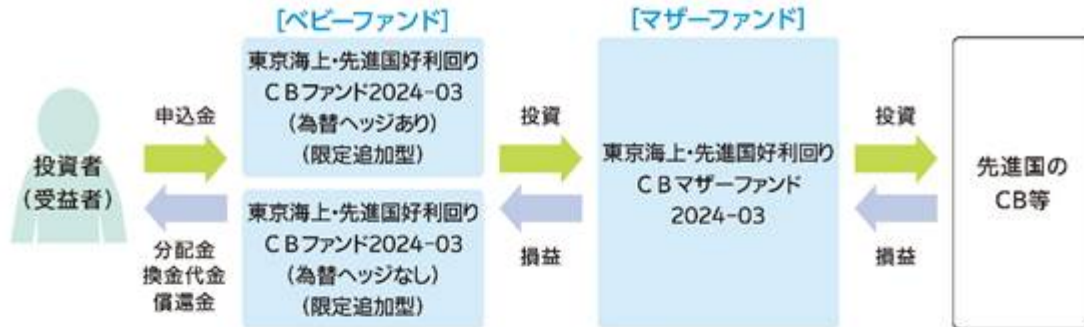 [ベビーファンド]
[マザーファンド]
投資者
(受益者)
申込金
分配金
換金代金
償還金
東京海上・先進国好利回り
CBファンド2024-03
(為替ヘッジあり)
(限定追加型)
東京海上・先進国好利回り
CBファンド2024-03
(為替ヘッジなし)
(限定追加型)
投資
損益
東京海上・先進国好利回り
CBマザーファンド
2024-03
投資
損益
先進国の
CB等